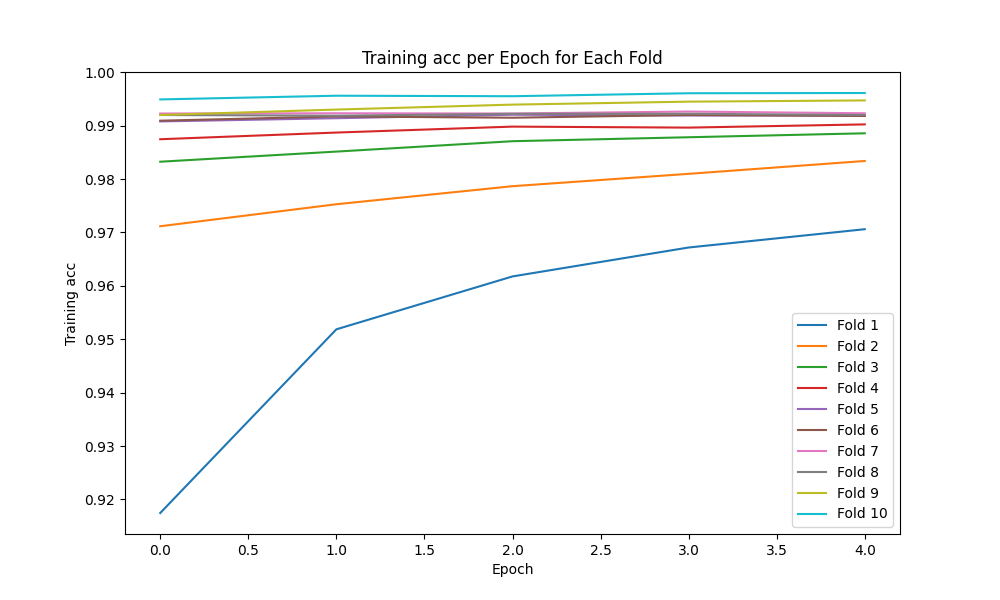 Training acc per Epoch for Each Fold
1.00
0.99
0.98
0.97
0.96
0.95
0.94
0.93
0.92
Training acc
0.0
0.5
1.0
1.5
2.0
2.5
3.0
3.5
4.0
Epoch
Fold 1
Fold 2
Fold 3
Fold 4
Fold 5
Fold 6
Fold 7
Fold 8
Fold 9
Fold 10